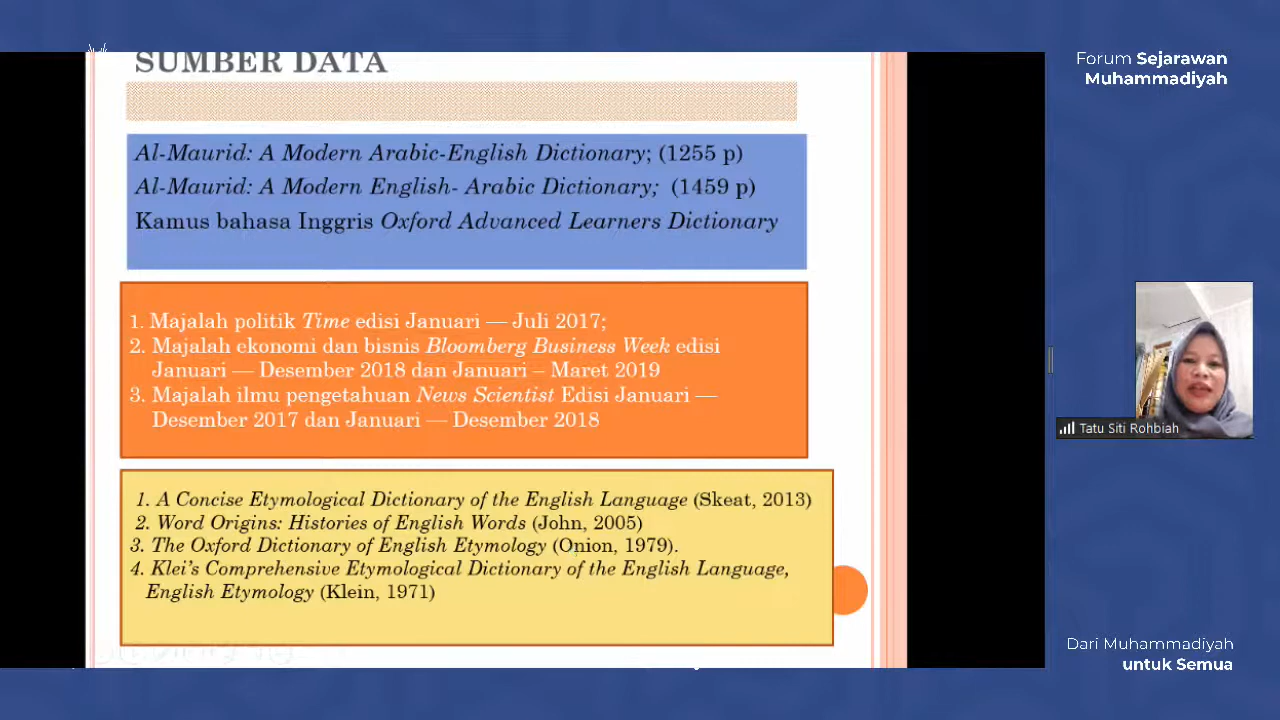 SUMBER DATA
Al-Maurid: A Modern Arabic-English Dictionary; (1255 p)
Al-Maurid: A Modern English- Arabic Dictionary; (1459 p)
Kamus bahasa Inggris Oxford Advanced Learners Dictionary
1. Majalah politik Time edisi Januari — Juli 2017;
2. Majalah ekonomi dan bisnis Bloomberg Business Week edisi
Januari — Desember 2018 dan Januari – Maret 2019
3. Majalah ilmu pengetahuan News Scientist Edisi Januari —
Desember 2017 dan Januari — Desember 2018
1. A Concise Etymological Dictionary of the English Language (Skeat, 2013)
2. Word Origins: Histories of English Words (John, 2005)
3. The Oxford Dictionary of English Etymology (Onion, 1979).
4. Klei's Comprehensive Etymological Dictionary of the English Language,
English Etymology (Klein, 1971)
Forum Sejarawan
Muhammadiyah
Tatu Siti Rohbiah
Dari Muhammadiyah
untuk Semua